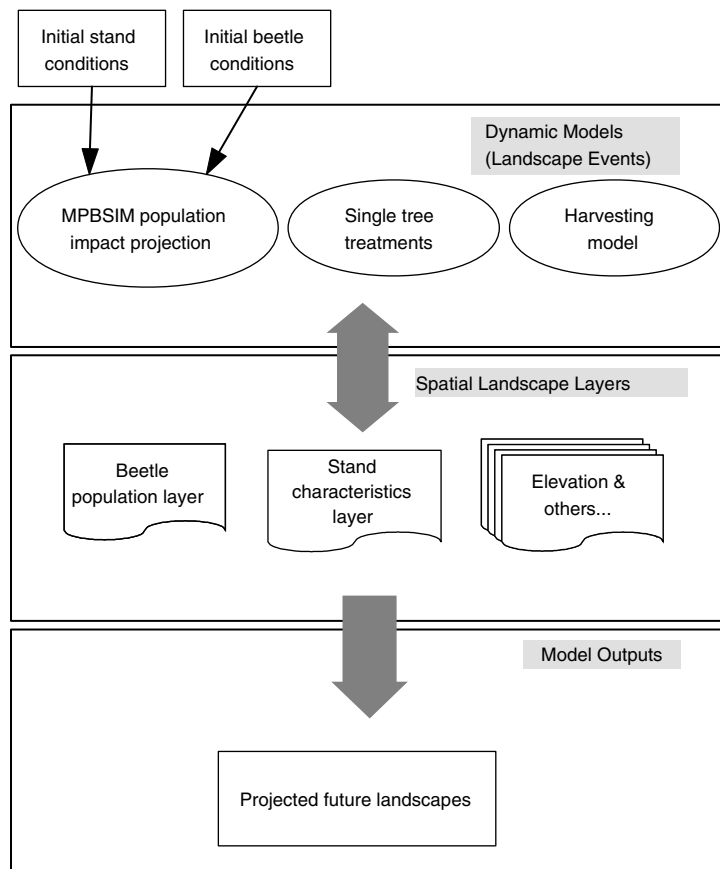 Initial stand
conditions
Initial beetle
conditions
Dynamic Models
(Landscape Events)
MPBSIM population
impact projection
Single tree
treatments
Harvesting
model
Spatial Landscape Layers
Beetle
population layer
Stand
characteristics
layer
Elevation &
others...
Model Outputs
Projected future landscapes